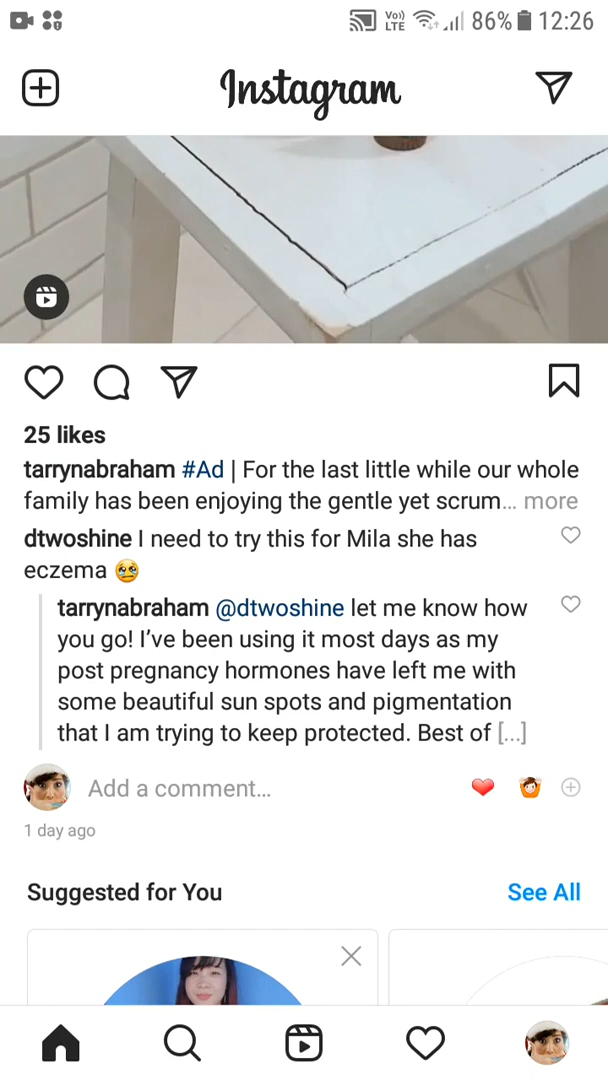 Vo))
LTE
86%
12:26
Instagram
25 likes
tarrynabraham #Ad | For the last little while our whole
family has been enjoying the gentle yet scrum... more
dtwoshine I need to try this for Mila she has
eczema 😢
tarrynabraham @dtwoshine let me know how
you go! I’ve been using it most days as my
post pregnancy hormones have left me with
some beautiful sun spots and pigmentation
that I am trying to keep protected. Best of [...]
Add a comment...
1 day ago
Suggested for You
See All